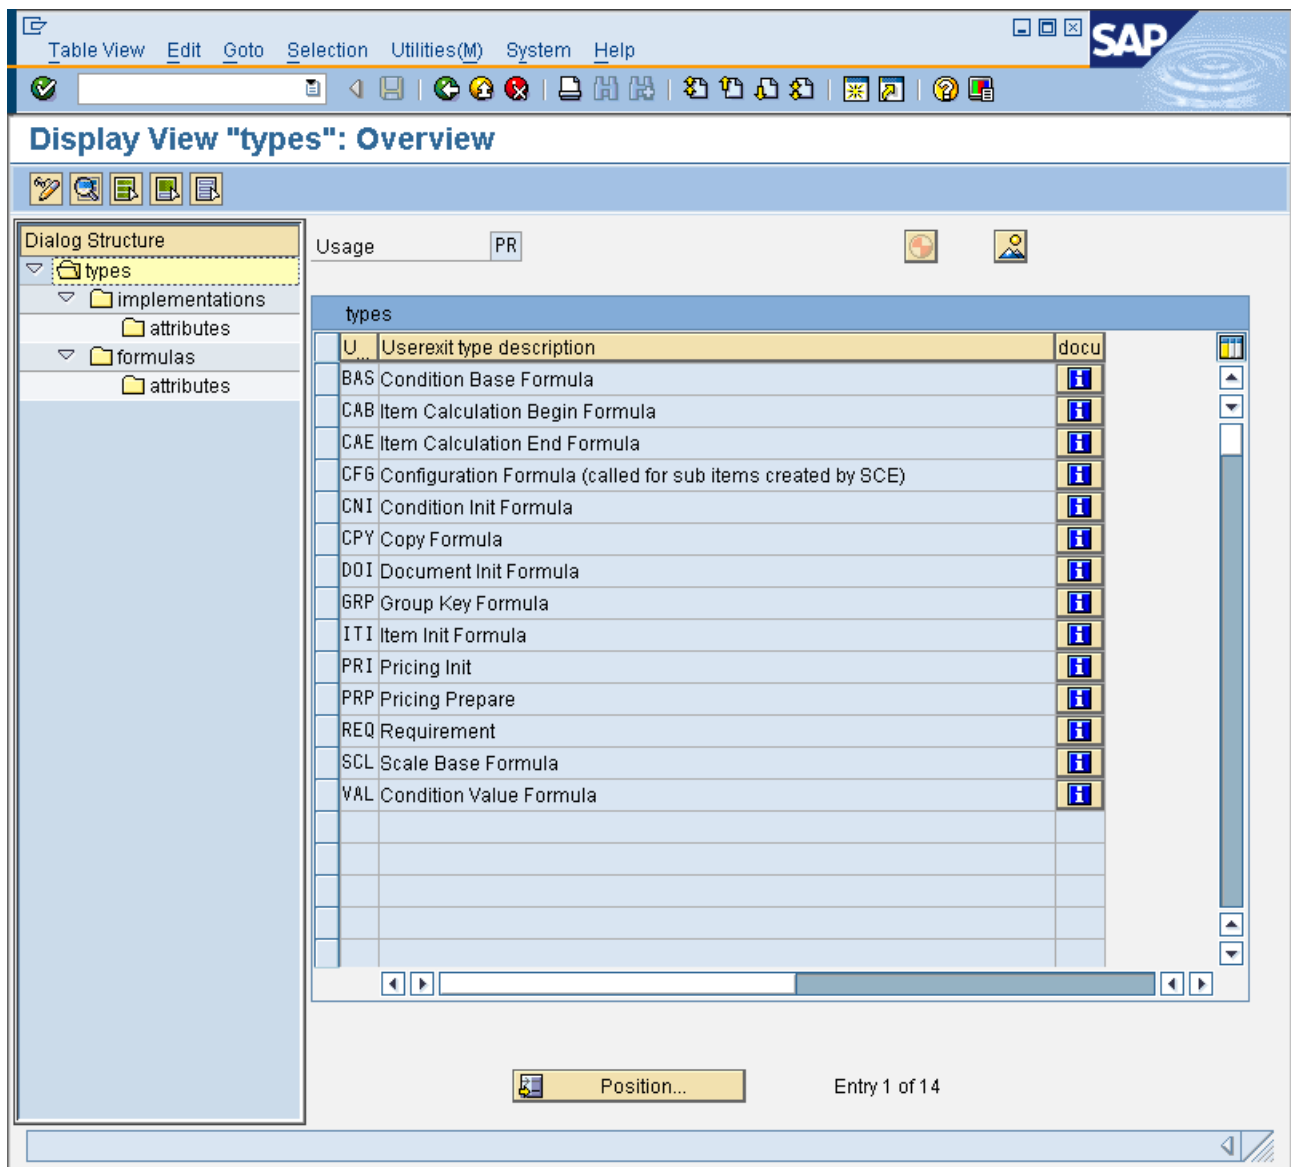 Table View Edit Goto Selection Utilities(M) System Help
SAP
Display View "types": Overview
Dialog Structure
types
implementations
attributes
formulas
attributes
Usage PR
types
U... Userexit type description docu
BAS Condition Base Formula
CAB Item Calculation Begin Formula
CAE Item Calculation End Formula
CFG Configuration Formula (called for sub items created by SCE)
CNI Condition Init Formula
CPY Copy Formula
DOI Document Init Formula
GRP Group Key Formula
ITI Item Init Formula
PRI Pricing Init
PRP Pricing Prepare
REQ Requirement
SCL Scale Base Formula
VAL Condition Value Formula
Position... Entry 1 of 14